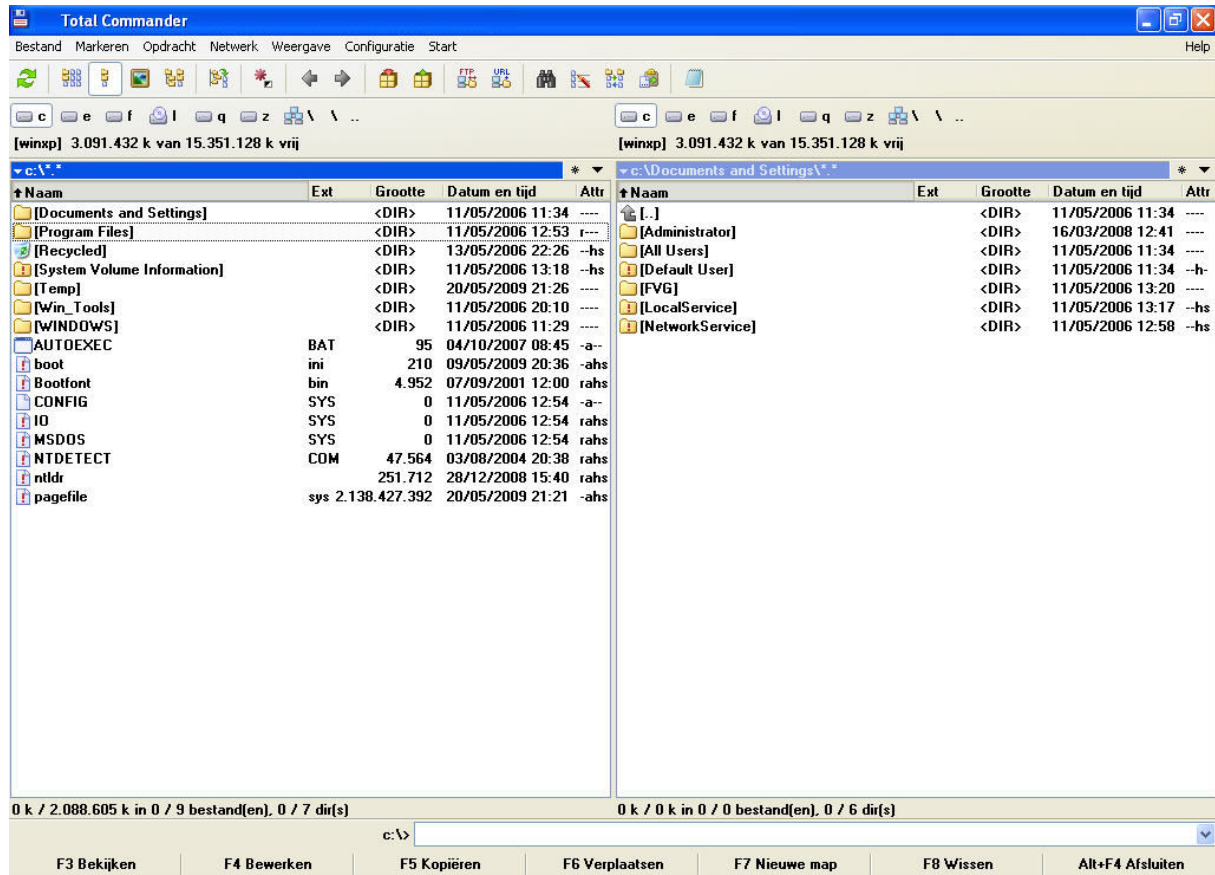 Total Commander
Bestand Markeren Opdracht Netwerk Weergave Configuratie Start Help
FTP URL
c e f l q z \ \ ..
[winxp] 3.091.432 k van 15.351.128 k vrij
c:\*.* * 
Naam Ext Grootte Datum en tijd Attr
[Documents and Settings] <DIR> 11/05/2006 11:34 ----
[Program Files] <DIR> 11/05/2006 12:53 r---
[Recycled] <DIR> 13/05/2006 22:26 --hs
[System Volume Information] <DIR> 11/05/2006 13:18 --hs
[Temp] <DIR> 20/05/2009 21:26 ----
[Win_Tools] <DIR> 11/05/2006 20:10 ----
[WINDOWS] <DIR> 11/05/2006 11:29 ----
AUTOEXEC BAT 95 04/10/2007 08:45 -a--
boot ini 210 09/05/2009 20:36 -ahs
Bootfont bin 4.952 07/09/2001 12:00 rahs
CONFIG SYS 0 11/05/2006 12:54 -a--
IO SYS 0 11/05/2006 12:54 rahs
MSDOS SYS 0 11/05/2006 12:54 rahs
NTDETECT COM 47.564 03/08/2004 20:38 rahs
ntldr 251.712 28/12/2008 15:40 rahs
pagefile sys 2.138.427.392 20/05/2009 21:21 -ahs
0 k / 2.088.605 k in 0 / 9 bestand(en), 0 / 7 dir(s)
c e f l q z \ \ ..
[winxp] 3.091.432 k van 15.351.128 k vrij
c:\Documents and Settings\*.* *
Naam Ext Grootte Datum en tijd Attr
[..] <DIR> 11/05/2006 11:34 ----
[Administrator] <DIR> 16/03/2008 12:41 ----
[All Users] <DIR> 11/05/2006 11:34 ----
[Default User] <DIR> 11/05/2006 11:34 --h-
[FVG] <DIR> 11/05/2006 13:20 ----
[LocalService] <DIR> 11/05/2006 13:17 --hs
[NetworkService] <DIR> 11/05/2006 12:58 --hs
0 k / 0 k in 0 / 0 bestand(en), 0 / 6 dir(s)
c:\>
F3 Bekijken F4 Bewerken F5 Kopiëren F6 Verplaatsen F7 Nieuwe map F8 Wissen Alt+F4 Afsluiten